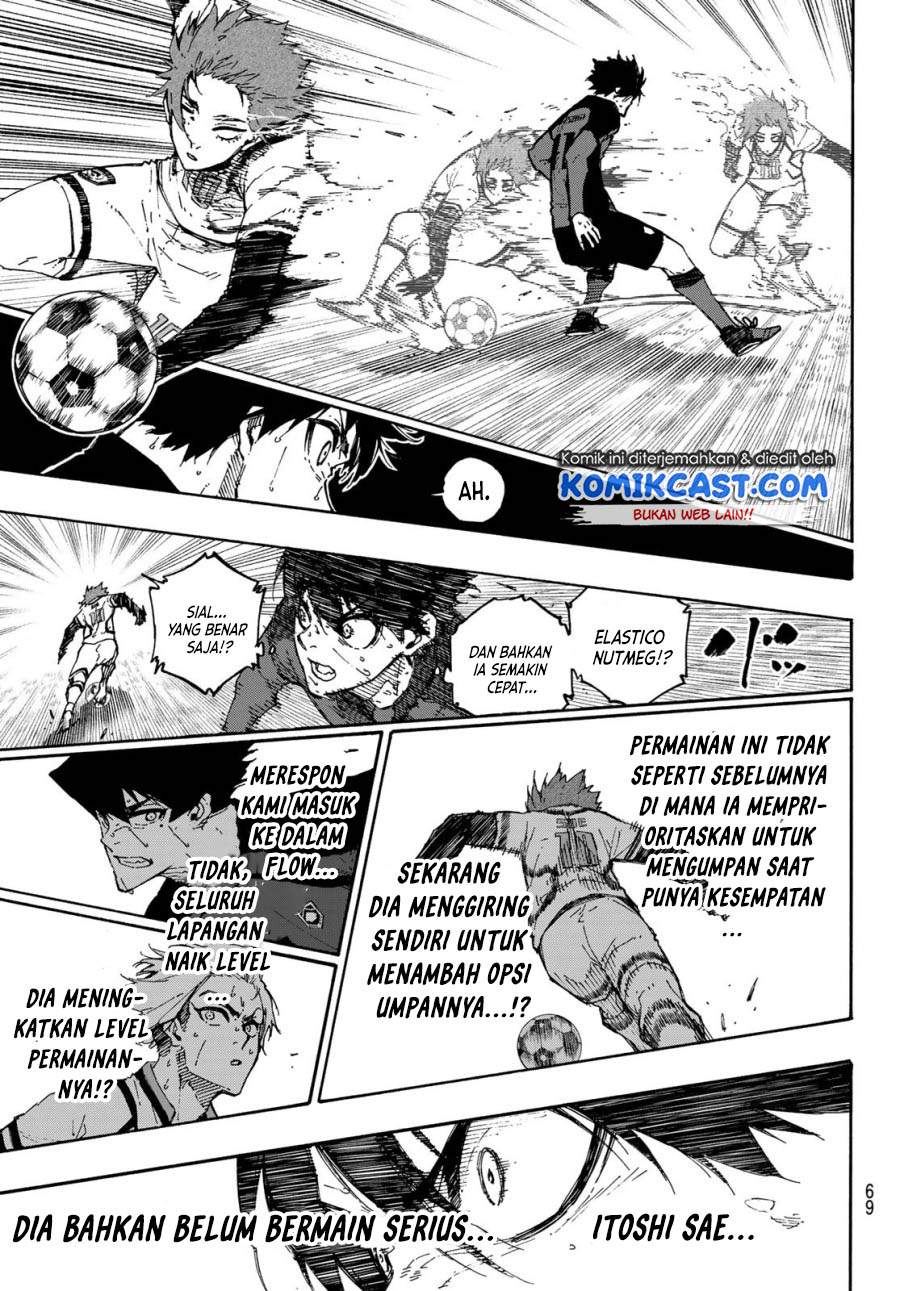 Komik ini diterjemahkan & diedit oleh
KOMIKCAST.COM
BUKAN WEB LAIN!!
AH.
ELASTICO
NUTMEG!?
DAN BAHKAN
IA SEMAKIN
CEPAT...
SIAL...
YANG BENAR
SAJA!?
PERMAINAN INI TIDAK
SEPERTI SEBELUMNYA
DI MANA IA MEMPRI-
ORITASKAN UNTUK
MENGUMPAN SAAT
PUNYA KESEMPATAN
...
SAE
10
SEKARANG
DIA MENGGIRING
SENDIRI UNTUK
MENAMBAH OPSI
UMPANNYA...!?
MERESPON
KAMI MASUK
KE DALAM
FLOW...
TIDAK,
SELURUH
LAPANGAN
NAIK LEVEL
...
DIA MENING-
KATKAN LEVEL
PERMAINAN-
NYA!?
ITOSHI SAE...
DIA BAHKAN BELUM BERMAIN SERIUS...
69